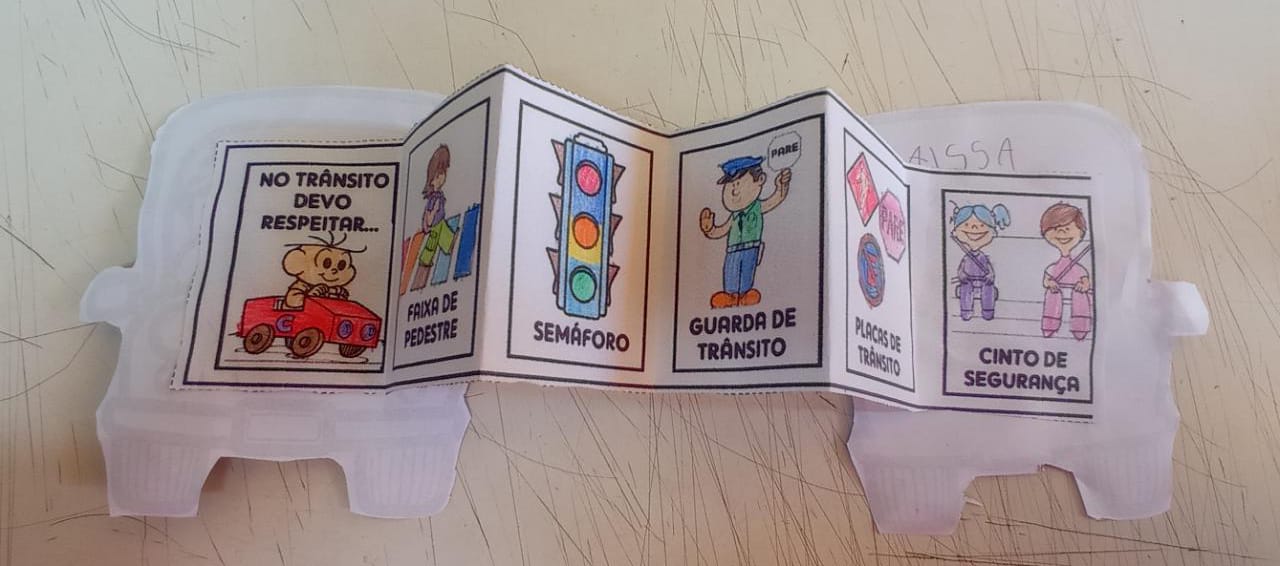 NO TRÂNSITO
DEVO
RESPEITAR...
C
FAIXA DE
PEDESTRE
SEMÁFORO
PARE
GUARDA DE
TRÂNSITO
PARE
PLACAS DE
TRÂNSITO
AISSA
CINTO DE
SEGURANÇA